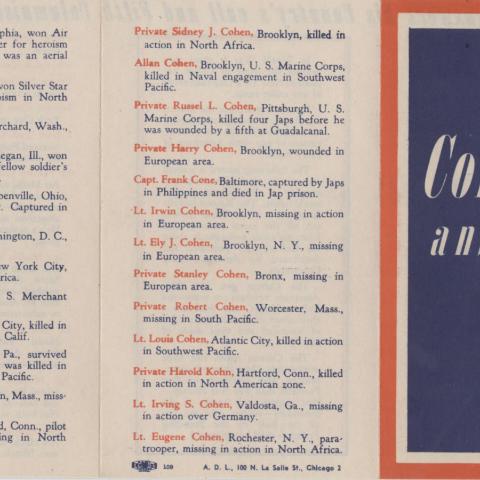 phia, won Air
er for heroism
was an aerial
won Silver Star
oism in North
rchard, Wash.,
egan, Ill., won
ellow soldier's
benville, Ohio,
. Captured in
hington, D. C.,
ew York City,
rica.
S. Merchant
City, killed in
Calif.
Pa., survived
was killed in
Pacific.
n, Mass., miss-
d, Conn., pilot
ing in North
Private Sidney J. Cohen, Brooklyn, killed in
action in North Africa.
Allan Cohen, Brooklyn, U. S. Marine Corps,
killed in Naval engagement in Southwest
Pacific.
Private Russel L. Cohen, Pittsburgh, U. S.
Marine Corps, killed four Japs before he
was wounded by a fifth at Guadalcanal.
Private Harry Cohen, Brooklyn, wounded in
European area.
Capt. Frank Cone, Baltimore, captured by Japs
in Philippines and died in Jap prison.
Lt. Irwin Cohen, Brooklyn, missing in action
in European area.
Lt. Ely J. Cohen, Brooklyn, N. Y., missing
in European area.
Private Stanley Cohen, Bronx, missing in
European area.
Private Robert Cohen, Worcester, Mass.,
missing in South Pacific.
Lt. Louis Cohen, Atlantic City, killed in action
in Southwest Pacific.
Private Harold Kohn, Hartford, Conn., killed
in action in North American zone.
Lt. Irving S. Cohen, Valdosta, Ga., missing
in action over Germany.
Lt. Eugene Cohen, Rochester, N. Y., para-
trooper, missing in action in North Africa.
A. D. L., 100 N. La Salle St., Chicago 2
Co
an